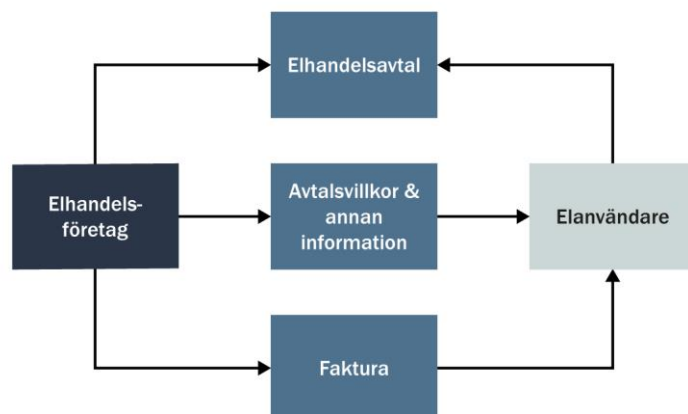 Elhandelsavtal
Elhandels-
företag
Avtalsvillkor &
annan
information
Elanvändare
Faktura